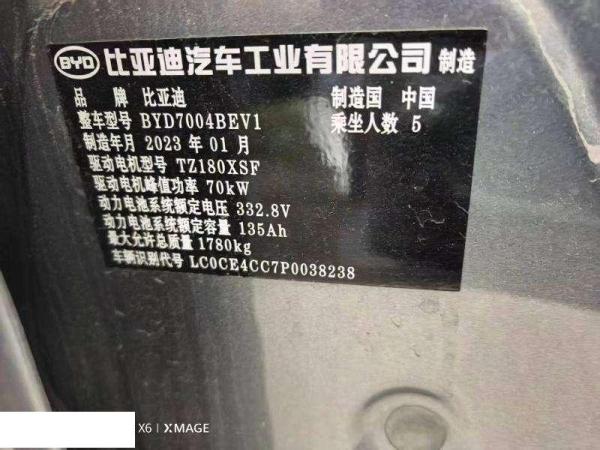 BYD 比亚迪汽车工业有限公司 制造
品牌 比亚迪 制造国 中国
整车型号 BYD7004BEV1 乘坐人数 5
制造年月 2023 年 01 月
驱动电机型号 TZ180XSF
驱动电机峰值功率 70kW
动力电池系统额定电压 332.8V
动力电池系统额定容量 135Ah
最大允许总质量 1780kg
车辆识别代号 LC0CE4CC7P0038238
X6 | XMAGE